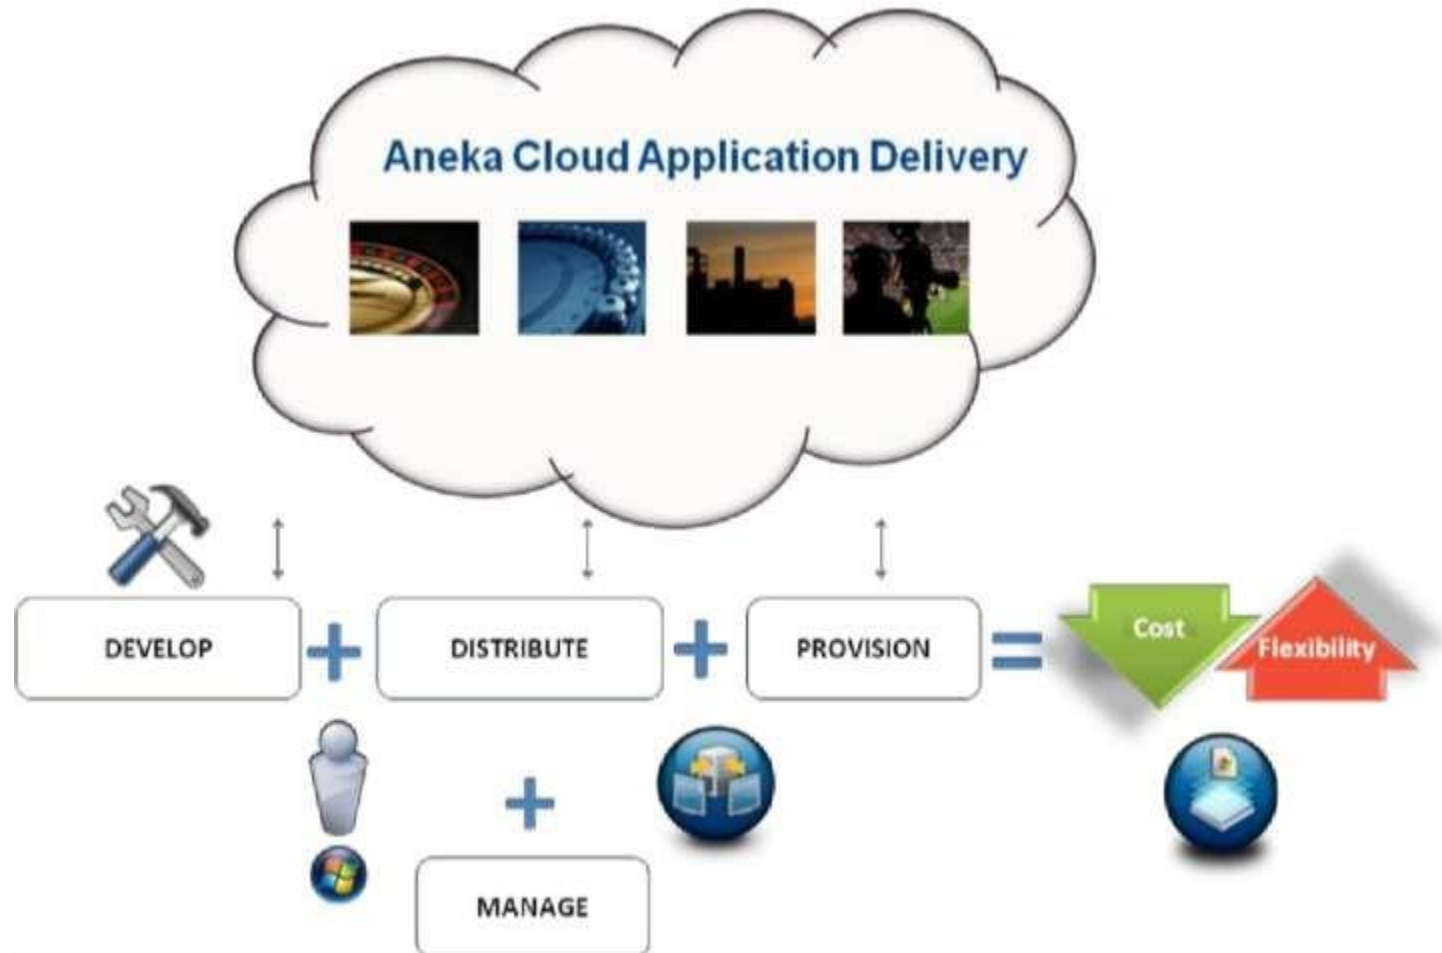 Aneka Cloud Application Delivery
DEVELOP
DISTRIBUTE
PROVISION
Cost
Flexibility
MANAGE